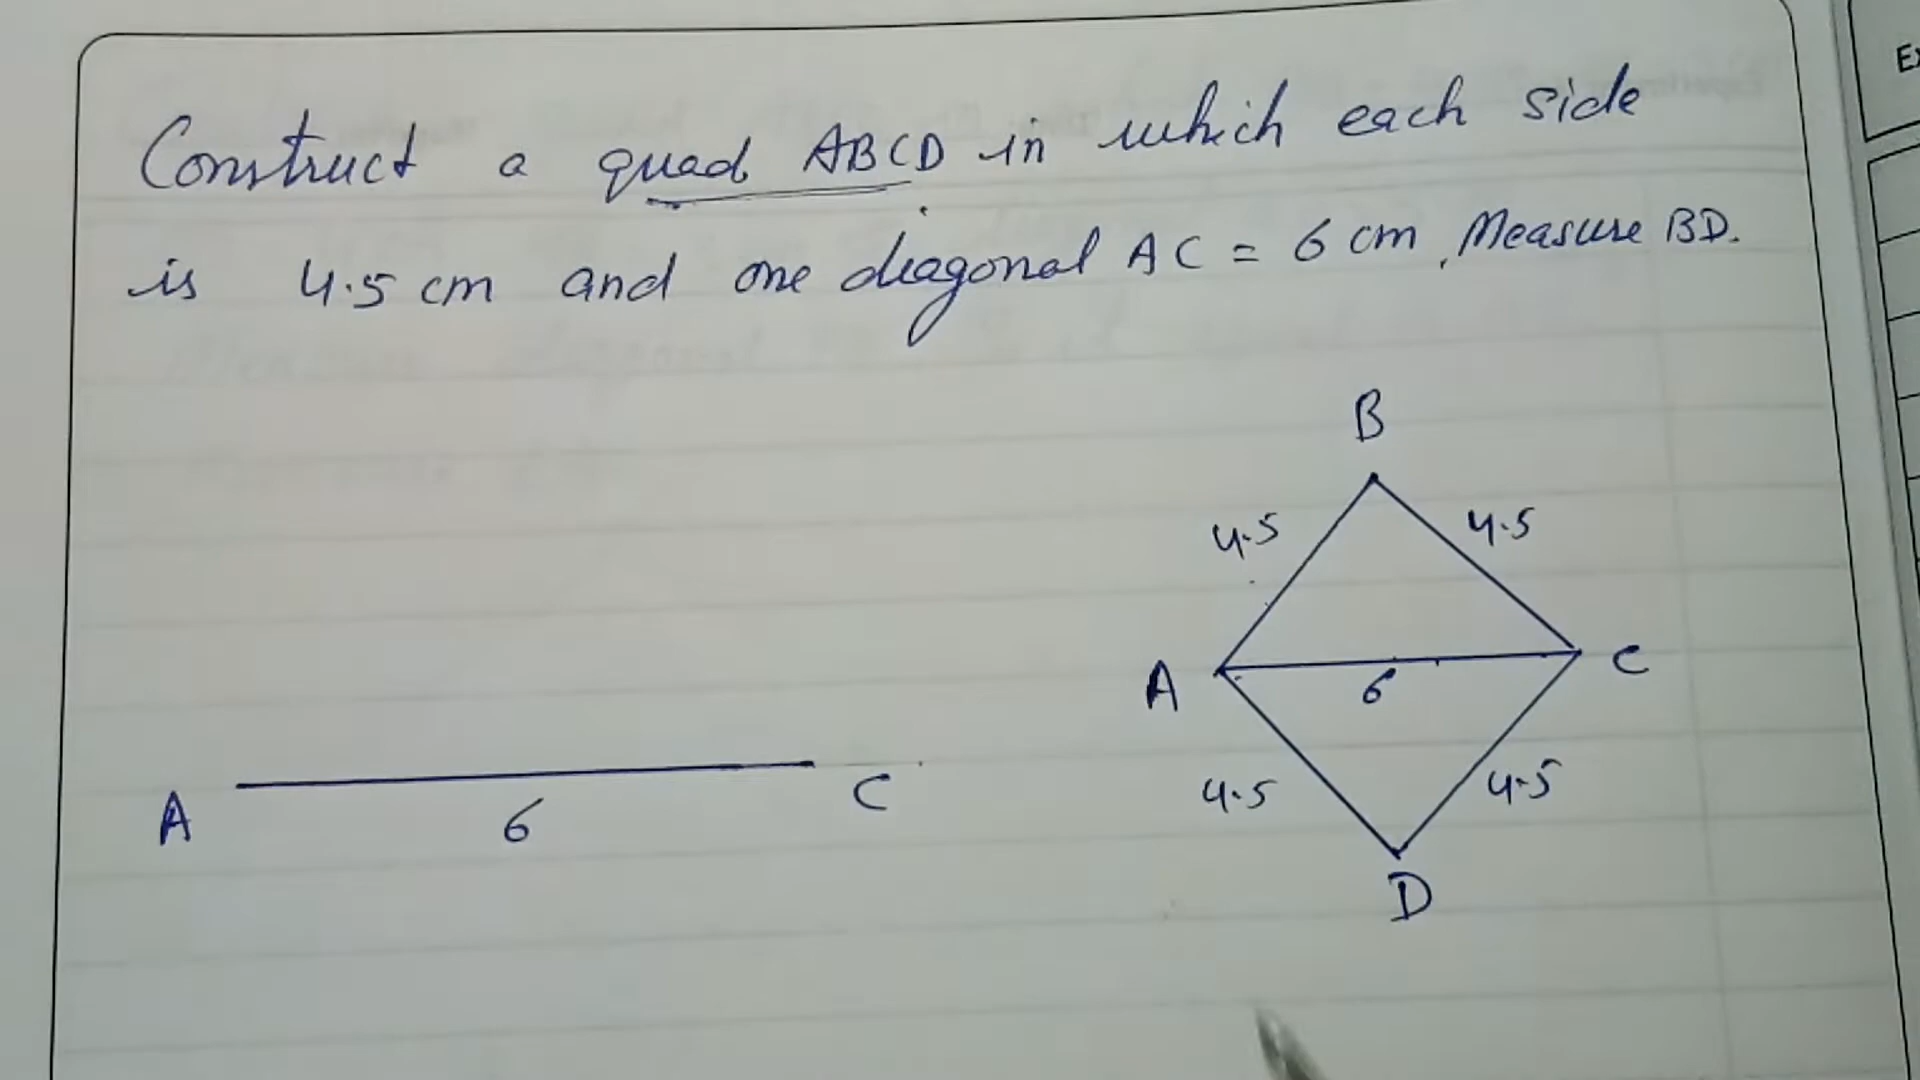 Construct a quad ABCD in which each side
is 4.5 cm and one diagonal AC = 6 cm, Measure BD.
B
4.5 4.5
A 6 C
4.5 4.5
D
A 6 C